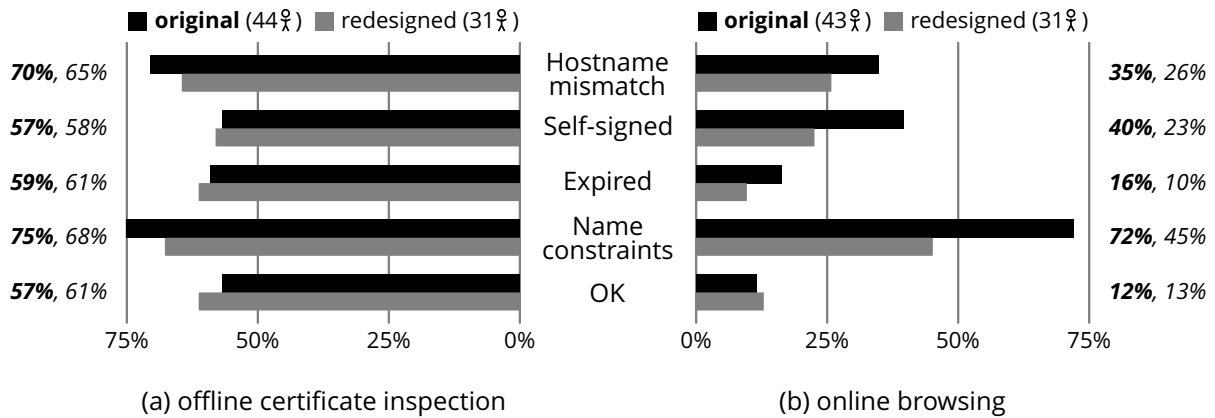 original (44) redesigned (31) original (43) redesigned (31)
70%, 65% Hostname mismatch 35%, 26%
57%, 58% Self-signed 40%, 23%
59%, 61% Expired 16%, 10%
75%, 68% Name constraints 72%, 45%
57%, 61% OK 12%, 13%
75% 50% 25% 0% 0% 25% 50% 75%
(a) offline certificate inspection (b) online browsing